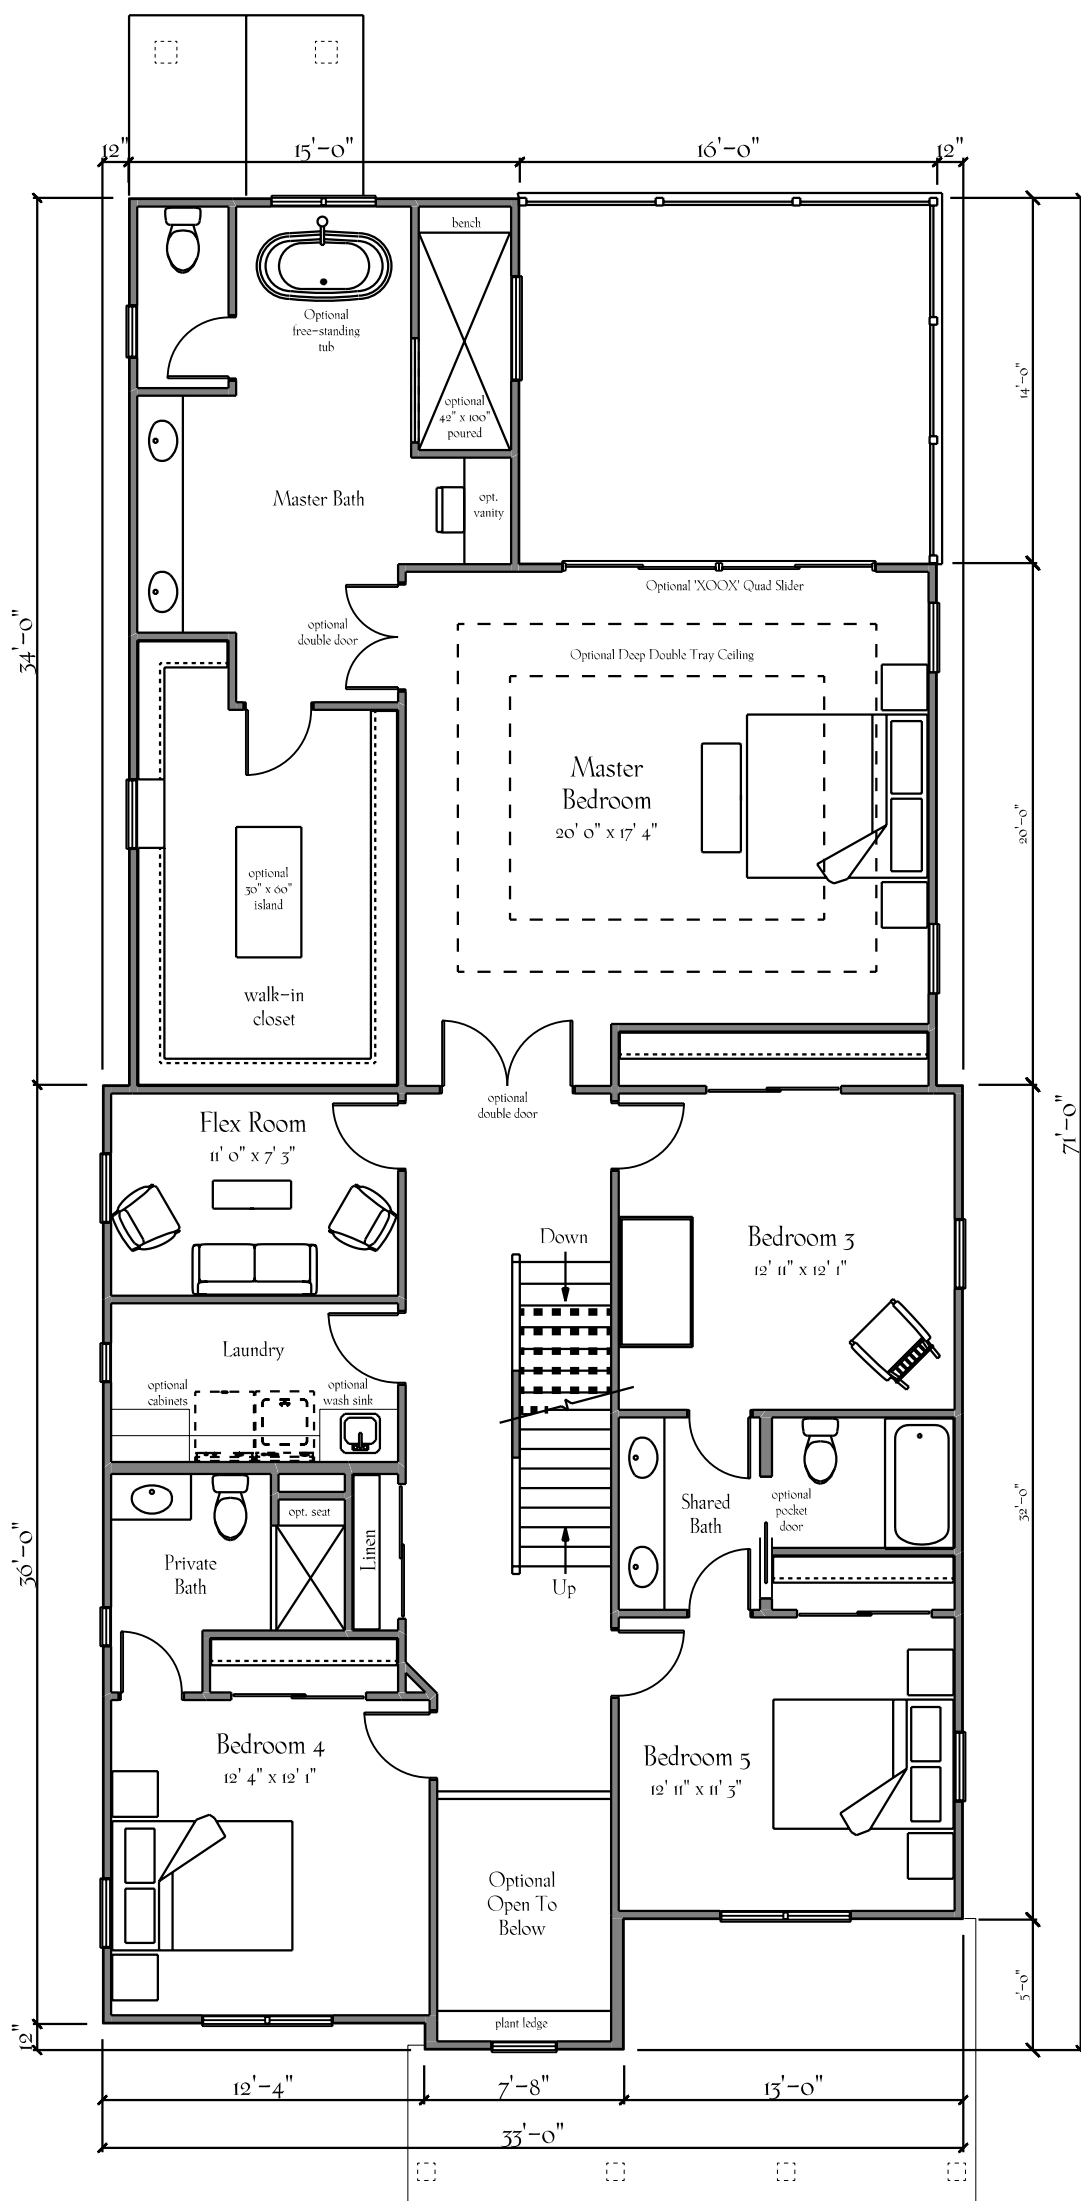 12" 15'-0" 16'-0" 12"
bench
Optional
free-standing
tub
optional
42" x 100"
poured
14'-0"
Master Bath
opt.
vanity
Optional 'XOOX' Quad Slider
optional
double door
34'-0"
Optional Deep Double Tray Ceiling
Master
Bedroom
20' 0" x 17' 4"
20'-0"
optional
30" x 60"
island
walk-in
closet
optional
double door
Flex Room
11' 0" x 7' 3"
71'-0"
Down
Bedroom 3
12' 11" x 12' 1"
Laundry
optional
cabinets
optional
wash sink
Shared
Bath
optional
pocket
door
32'-0"
opt. seat
Linen
Private
Bath
36'-0"
Up
Bedroom 4
12' 4" x 12' 1"
Bedroom 5
12' 11" x 11' 3"
Optional
Open To
Below
5'-0"
plant ledge
12"
12'-4" 7'-8" 13'-0"
33'-0"